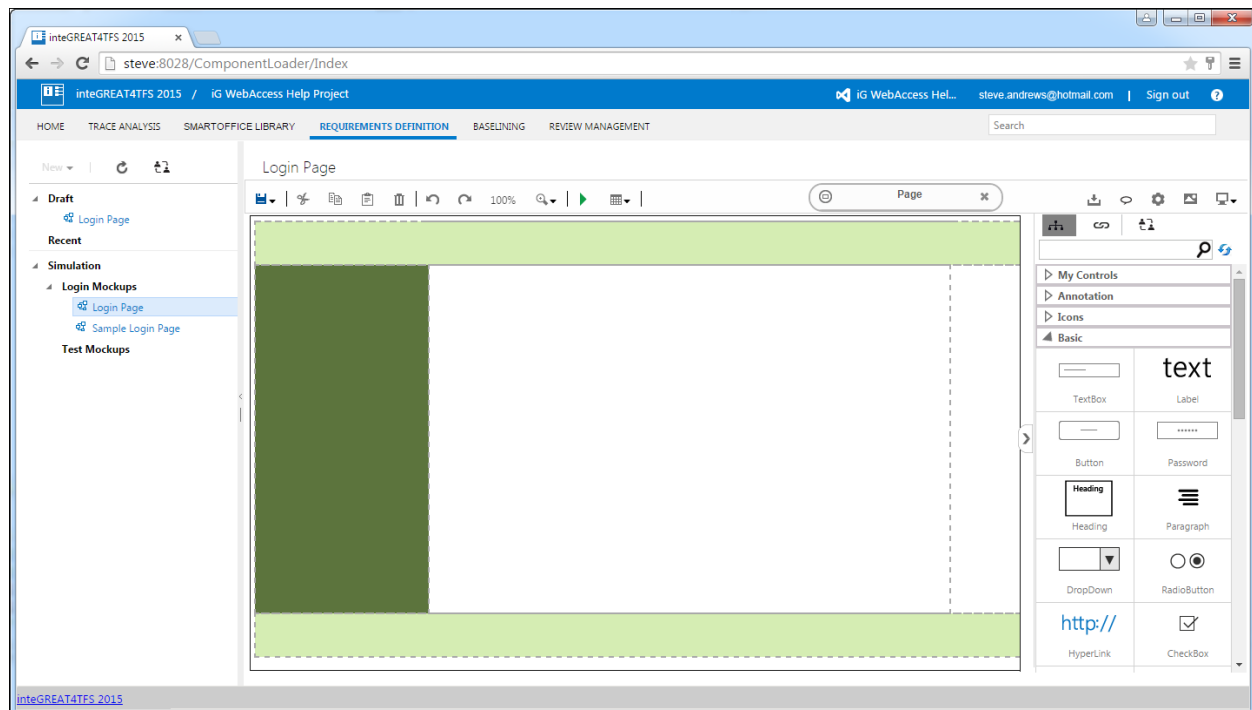 inteGREAT4TFS 2015
steve:8028/ComponentLoader/Index
inteGREAT4TFS 2015 / iG WebAccess Help Project
iG WebAccess Hel... steve.andrews@hotmail.com | Sign out ?
HOME TRACE ANALYSIS SMARTOFFICE LIBRARY REQUIREMENTS DEFINITION BASELINING REVIEW MANAGEMENT Search
New
Login Page
Draft
100%
Page
Login Page
Recent
Simulation
Login Mockups
Login Page
Sample Login Page
Test Mockups
My Controls
Annotation
Icons
Basic
text
TextBox Label
Button Password
Heading
Heading Paragraph
DropDown RadioButton
http://
HyperLink CheckBox
inteGREAT4TFS 2015